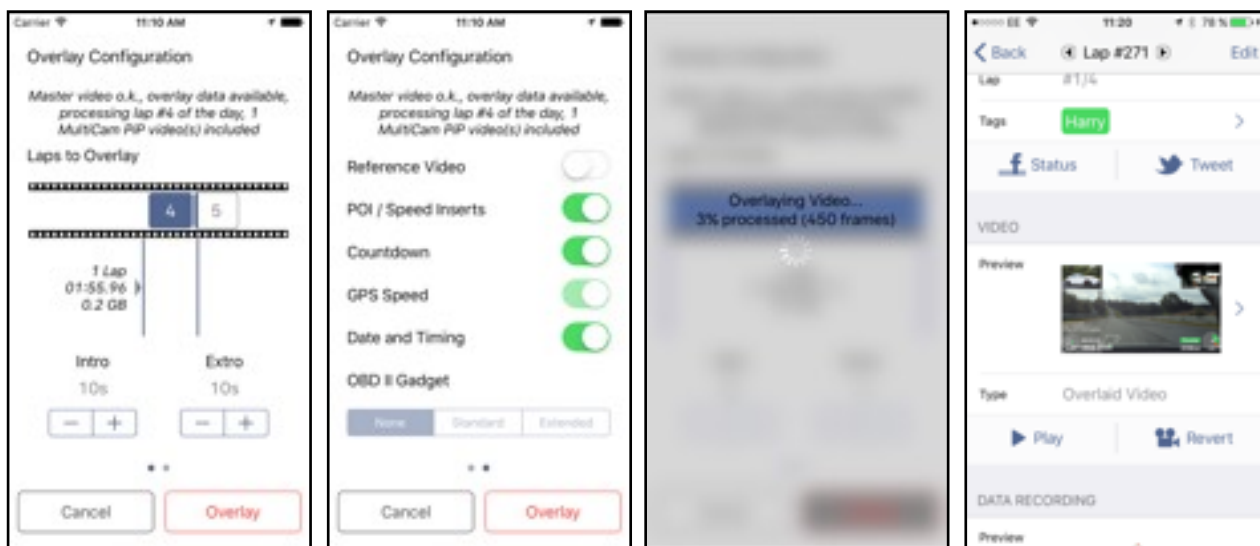 Carrier 11:10 AM
Overlay Configuration
Master video o.k., overlay data available,
processing lap #4 of the day, 1
MultiCam PiP video(s) included
Laps to Overlay
4 5
1 Lap
01:55.96
0.2 GB
Intro Extro
10s 10s
Cancel Overlay
Carrier 11:10 AM
Overlay Configuration
Master video o.k., overlay data available,
processing lap #4 of the day, 1
MultiCam PiP video(s) included
Reference Video
POI / Speed Inserts
Countdown
GPS Speed
Date and Timing
OBD II Gadget
None Standard Extended
Cancel Overlay
Overlaying Video...
3% processed (450 frames)
EE 11:20 78 %
Back Lap #271 Edit
Lap #1/4
Tags Harry
Status Tweet
VIDEO
Preview
Type Overlaid Video
Play Revert
DATA RECORDING
Preview